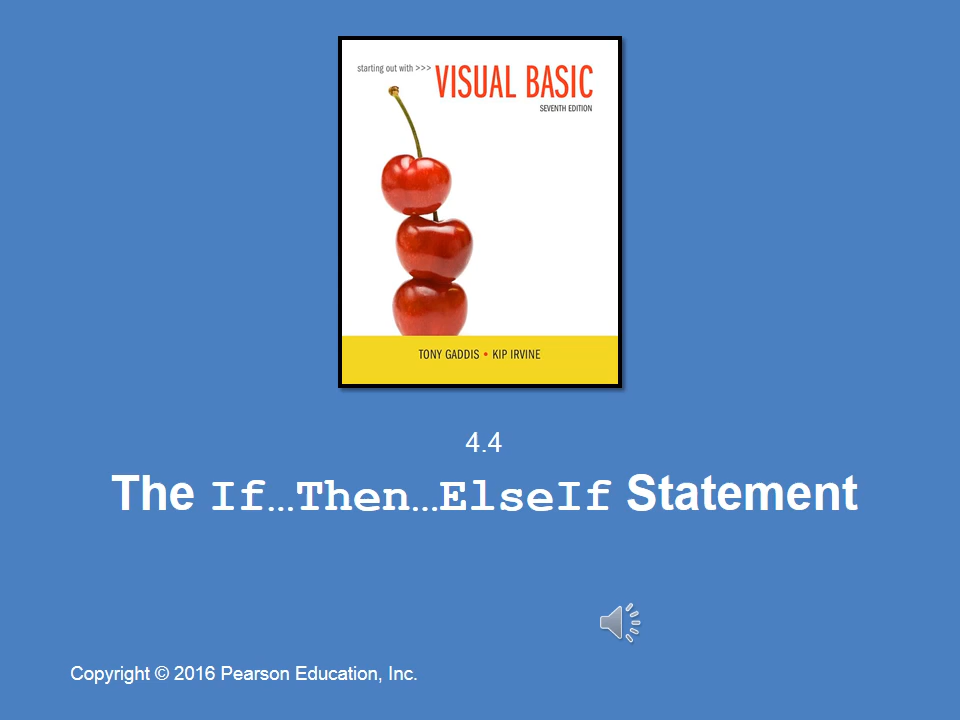 starting out with >>> VISUAL BASIC
SEVENTH EDITION
TONY GADDIS • KIP IRVINE
4.4
The If…Then…ElseIf Statement
Copyright © 2016 Pearson Education, Inc.